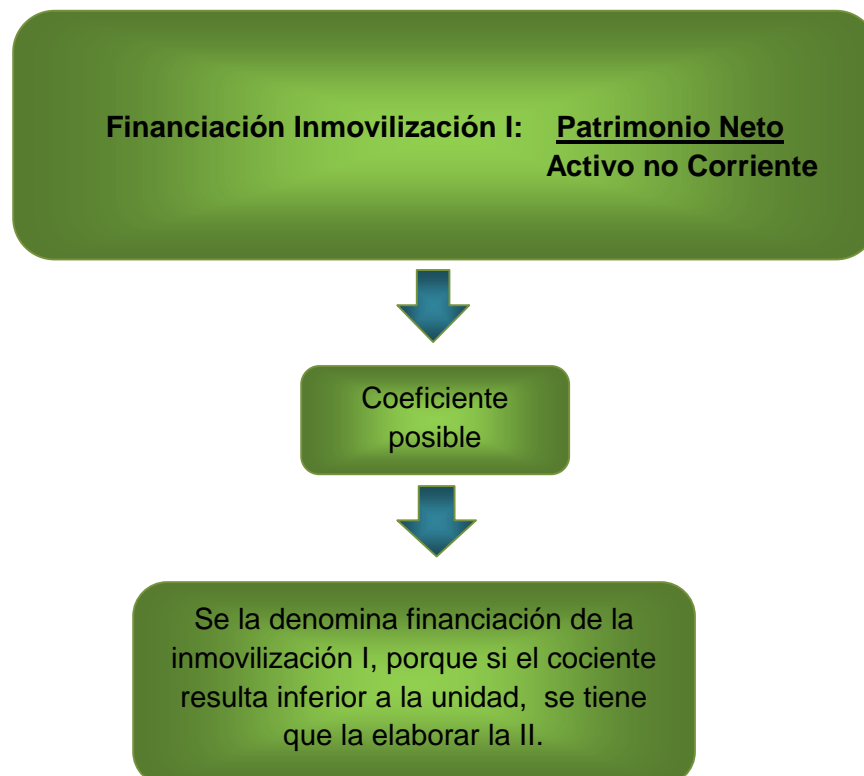 Financiación Inmovilización I: Patrimonio Neto
Activo no Corriente
Coeficiente
posible
Se la denomina financiación de la
inmovilización I, porque si el cociente
resulta inferior a la unidad, se tiene
que la elaborar la II.